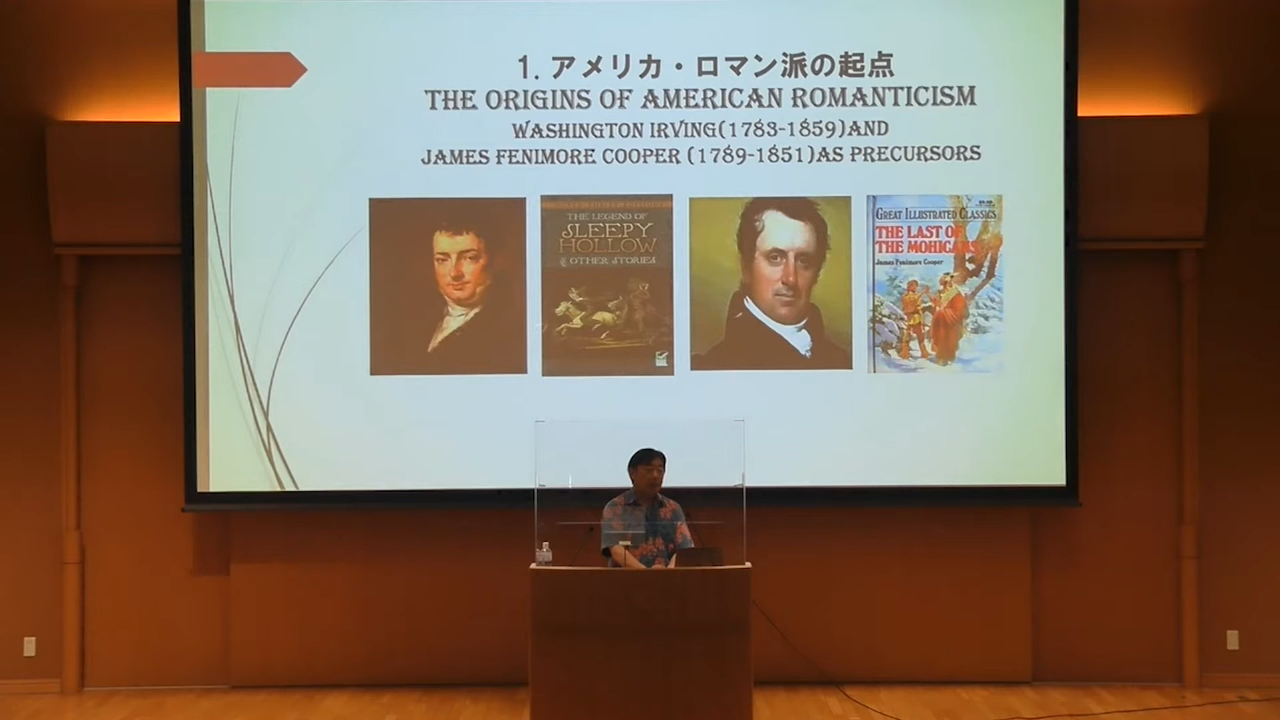 1. アメリカ・ロマン派の起点
THE ORIGINS OF AMERICAN ROMANTICISM
WASHINGTON IRVING(1783-1859)AND
JAMES FENIMORE COOPER (1789-1851)AS PRECURSORS
THE LEGEND OF
SLEEPY
HOLLOW
& OTHER STORIES
GREAT ILLUSTRATED CLASSICS
THE LAST OF
THE MOHICANS
James Fenimore Cooper